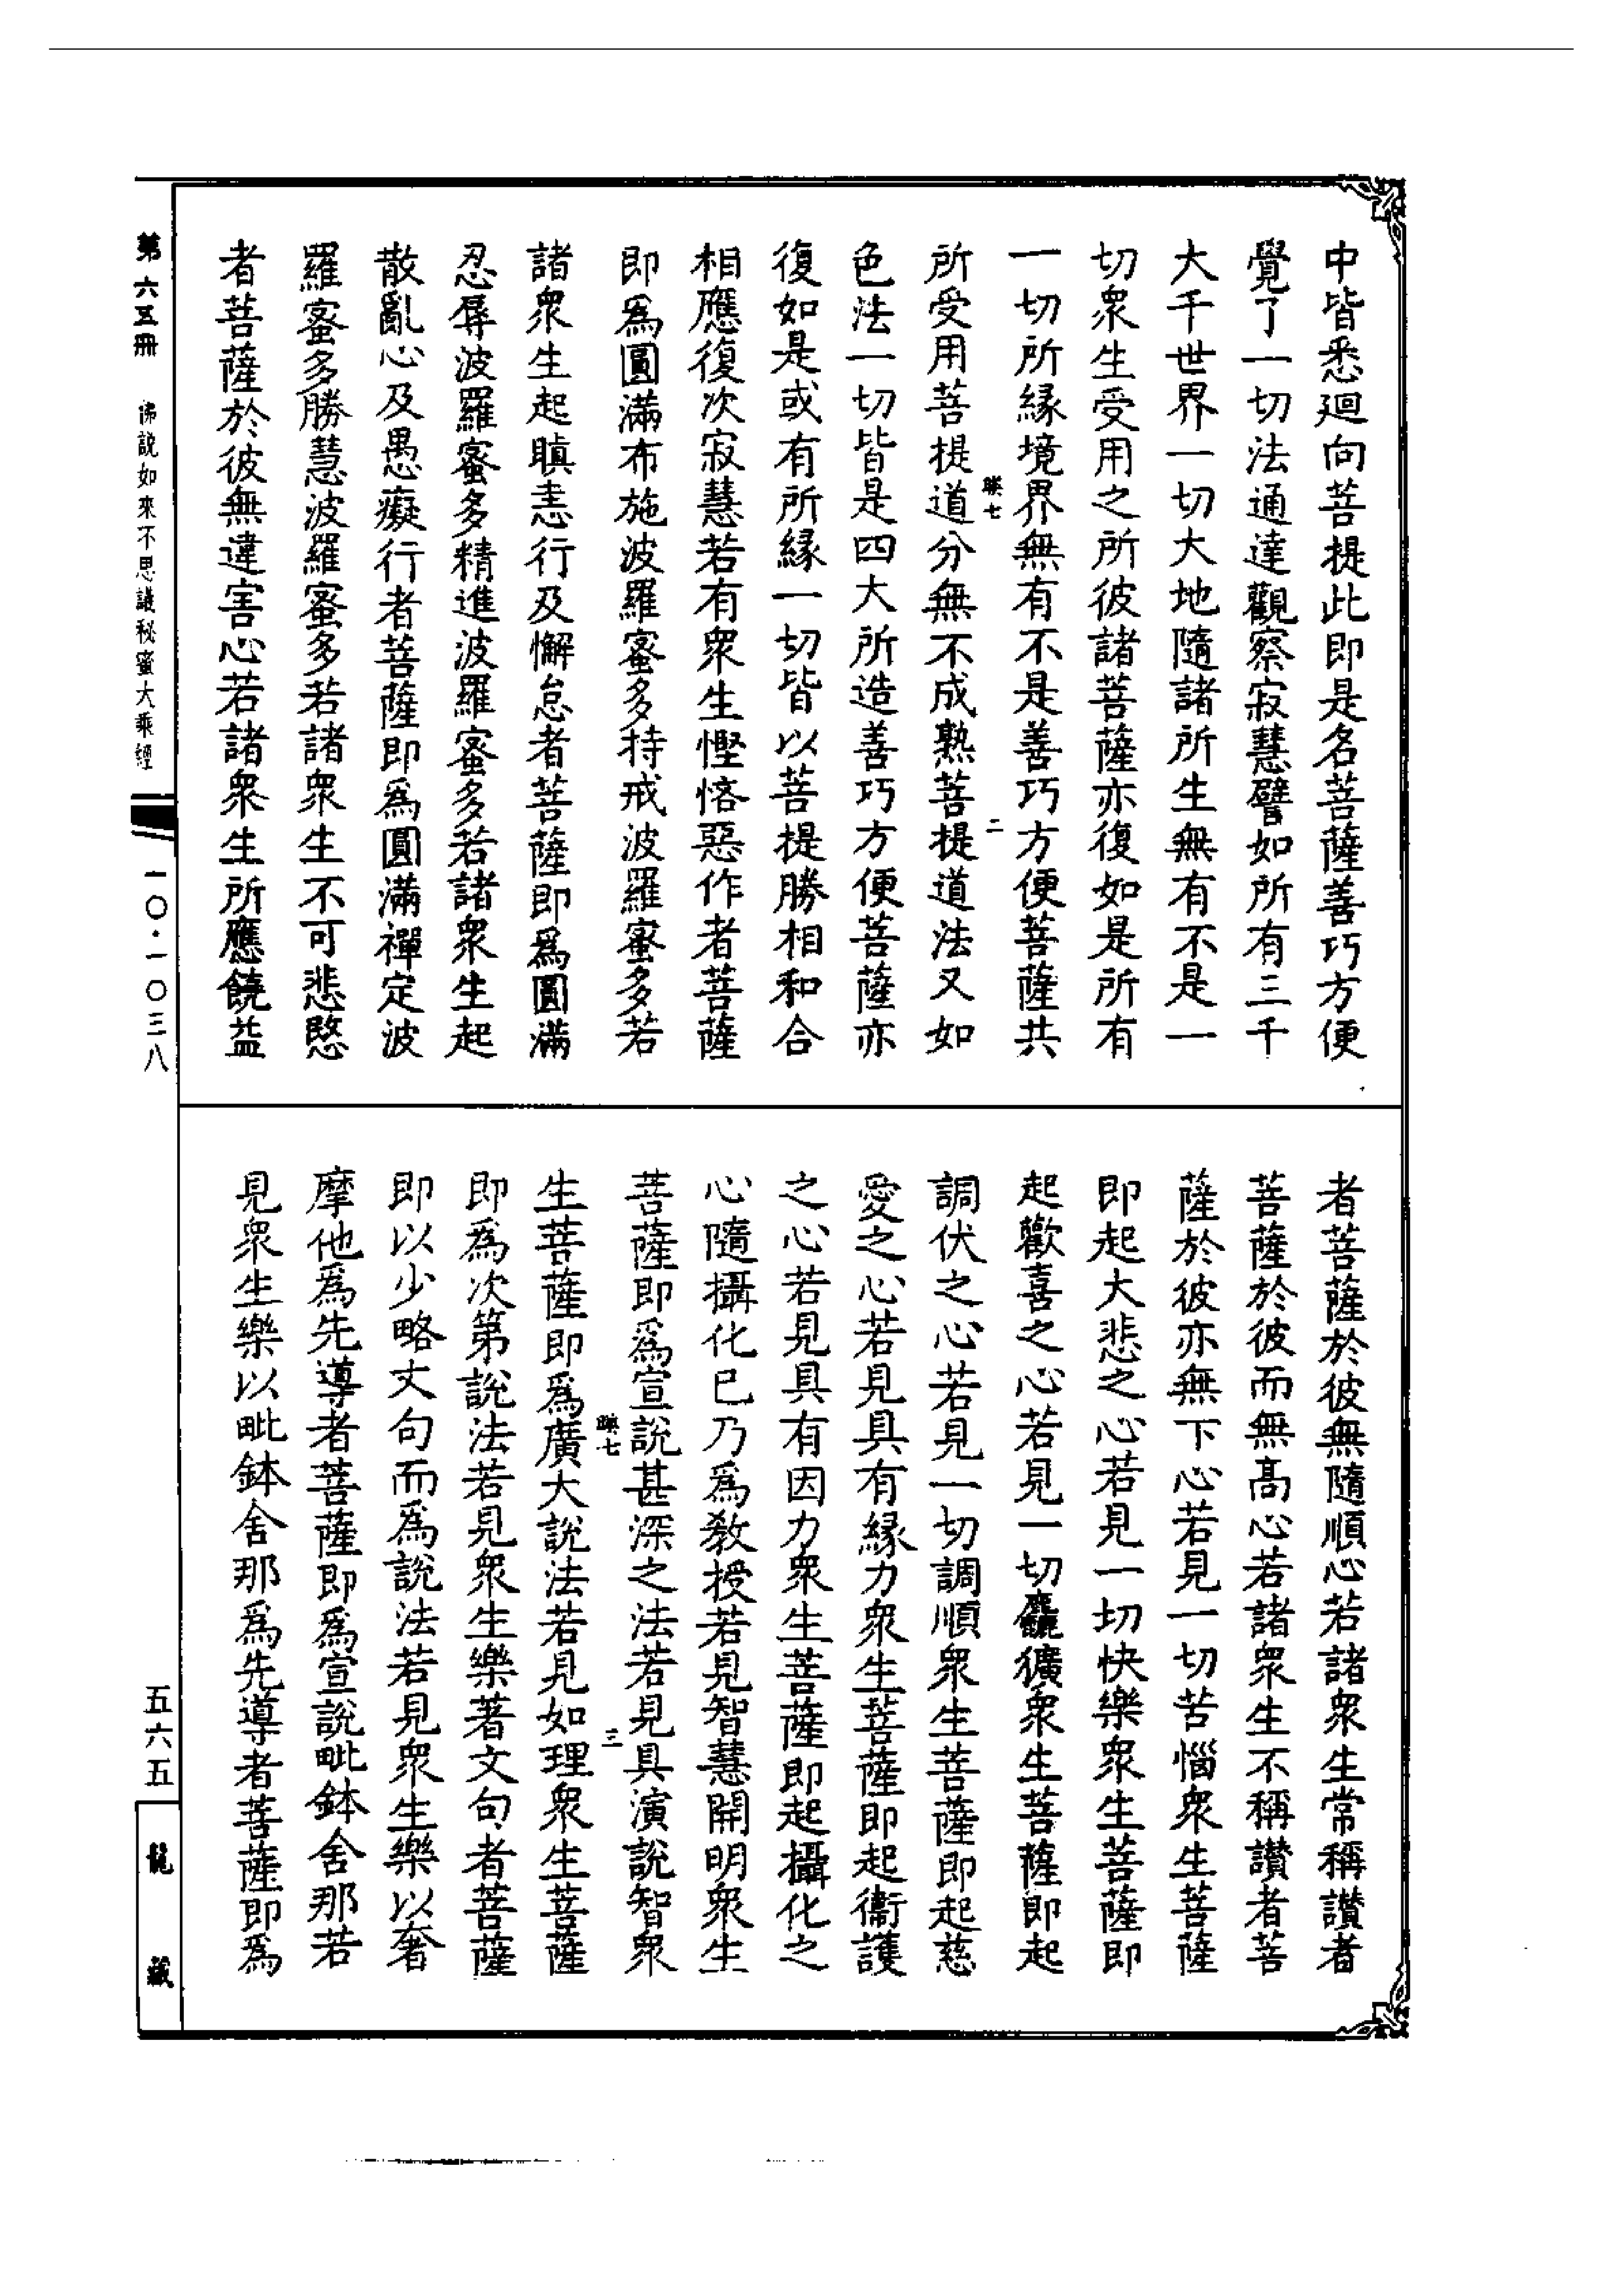 中皆悉迴向菩提此即是名菩薩善巧方便
覺了一切法通達觀察寂慧譬如所有三千
大千世界一切大地隨諸所生無有不是一
切衆生受用之所彼諸菩薩亦復如是所有
一切所緣境界無有不是善巧方便菩薩共
所受用菩提道分無不成熟菩提道法又如
色法一切皆是四大所造善巧方便菩薩亦
復如是或有所緣一切皆以菩提勝相和合
相應復次寂慧若有衆生慳悋惡作者菩薩
即爲圓滿布施波羅蜜多持戒波羅蜜多若
諸衆生起瞋恚行及懈怠者菩薩即爲圓滿
忍辱波羅蜜多精進波羅蜜多若諸衆生起
散亂心及愚癡行者菩薩即爲圓滿禪定波
羅蜜多勝慧波羅蜜多若諸衆生不可悲愍
者菩薩於彼無違害心若諸衆生所應饒益
者菩薩於彼無隨順心若諸衆生常稱讚者
菩薩於彼而無高心若諸衆生不稱讚者菩
薩於彼亦無下心若見一切苦惱衆生菩薩
即起大悲之心若見一切快樂衆生菩薩即
起歡喜之心若見一切麤獷衆生菩薩即起
調伏之心若見一切調順衆生菩薩即起慈
愛之心若見具有緣力衆生菩薩即起衞護
之心若見具有因力衆生菩薩即起攝化之
心隨攝化已乃爲敎授若見智慧開明衆生
菩薩即爲宣說甚深之法若見具演說智衆
生菩薩即爲廣大說法若見如理衆生菩薩
即爲次第說法若見衆生樂著文句者菩薩
即以少略文句而爲說法若見衆生樂以奢
摩他爲先導者菩薩即爲宣說毗鉢舍那若
見衆生樂以毗鉢舍那爲先導者菩薩即爲
二
三
第六五冊 佛說如來不思議秘蜜大乘經
一〇·一〇三八
五六五
龍藏